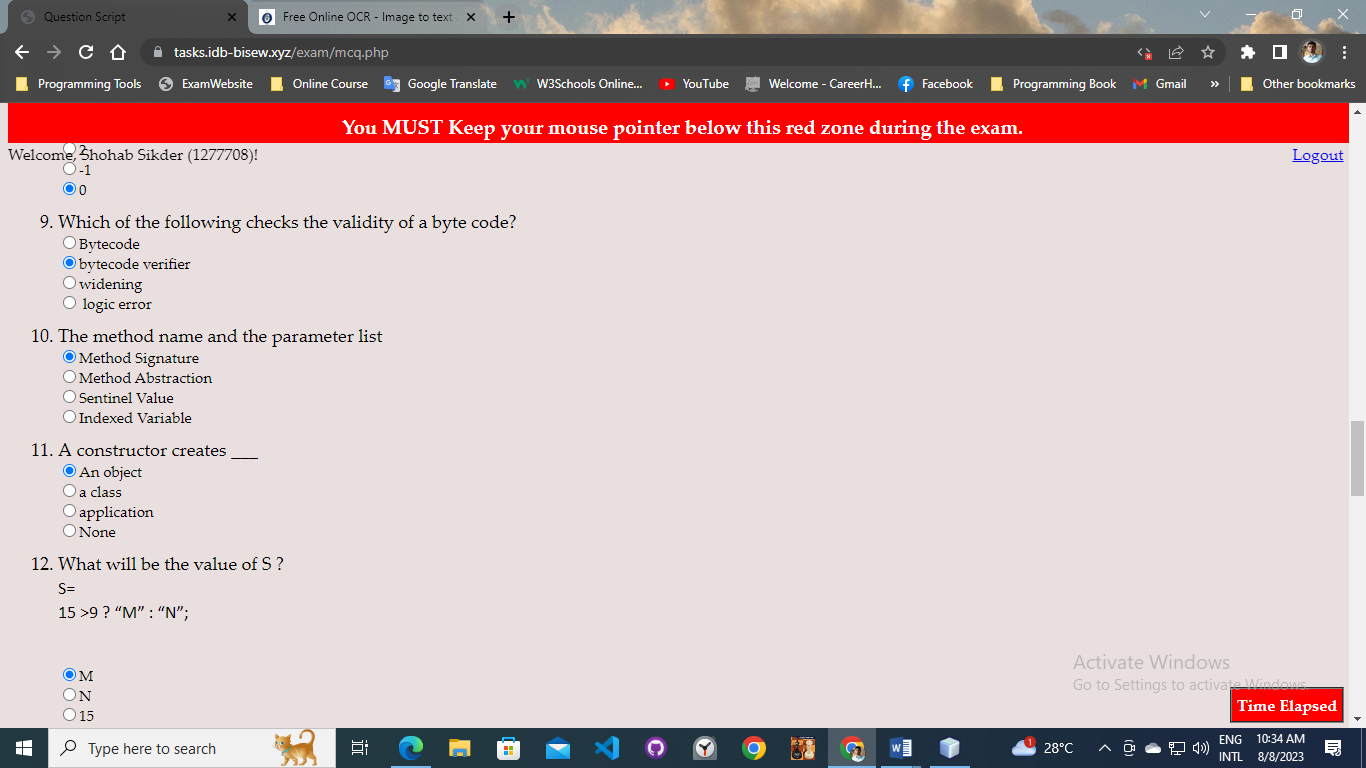 Question Script
Free Online OCR - Image to text
tasks.idb-bisew.xyz/exam/mcq.php
Programming Tools
ExamWebsite
Online Course
Google Translate
W3Schools Online...
YouTube
Welcome - CareerH...
Facebook
Programming Book
Gmail
»
Other bookmarks
You MUST Keep your mouse pointer below this red zone during the exam.
2
Welcome, Shohab Sikder (1277708)!
Logout
-1
0
9. Which of the following checks the validity of a byte code?
Bytecode
bytecode verifier
widening
logic error
10. The method name and the parameter list
Method Signature
Method Abstraction
Sentinel Value
Indexed Variable
11. A constructor creates ___
An object
a class
application
None
12. What will be the value of S ?
S=
15 >9 ? “M” : “N”;
M
N
15
Activate Windows
Go to Settings to activate Windows.
Time Elapsed
Type here to search
1
28°C
ENG
INTL
10:34 AM
8/8/2023